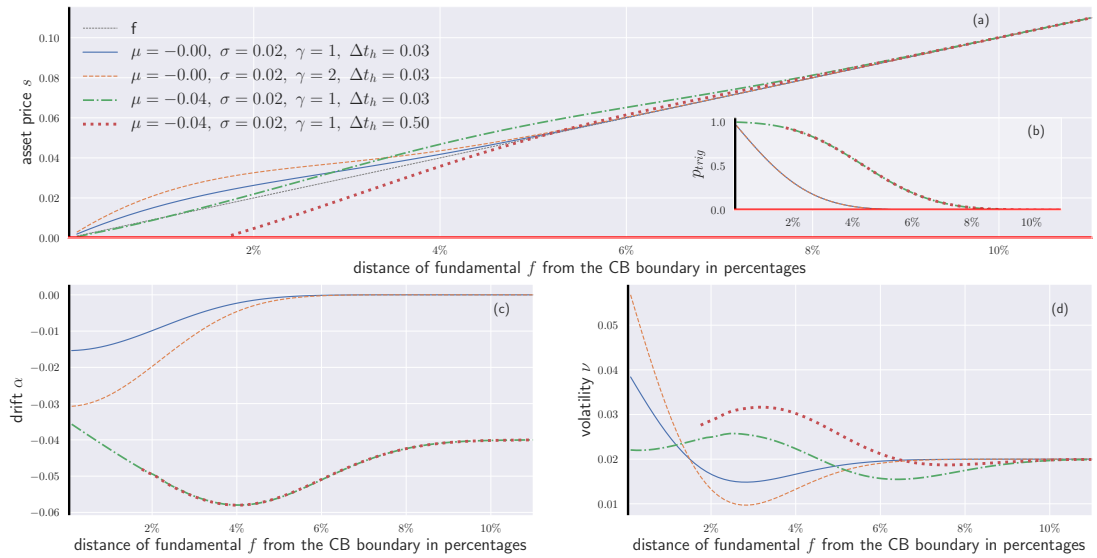 (a)
f
μ = −0.00, σ = 0.02, γ = 1, Δt_h = 0.03
μ = −0.00, σ = 0.02, γ = 2, Δt_h = 0.03
μ = −0.04, σ = 0.02, γ = 1, Δt_h = 0.03
μ = −0.04, σ = 0.02, γ = 1, Δt_h = 0.50
asset price s
0.10
0.08
0.06
0.04
0.02
0.00
(b)
p_trig
1.0
0.5
0.0
2% 4% 6% 8% 10%
2% 4% 6% 8% 10%
distance of fundamental f from the CB boundary in percentages
(c)
drift α
0.00
−0.01
−0.02
−0.03
−0.04
−0.05
−0.06
2% 4% 6% 8% 10%
distance of fundamental f from the CB boundary in percentages
(d)
volatility ν
0.05
0.04
0.03
0.02
0.01
2% 4% 6% 8% 10%
distance of fundamental f from the CB boundary in percentages